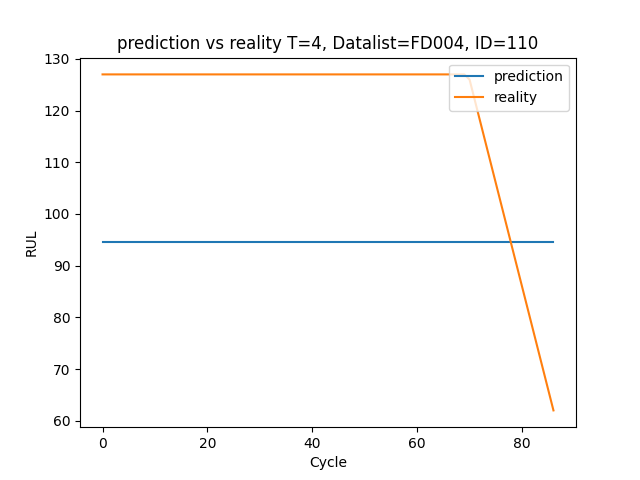 prediction vs reality T=4, Datalist=FD004, ID=110
130
120
110
100
90
80
70
60
RUL
prediction
reality
0 20 40 60 80
Cycle